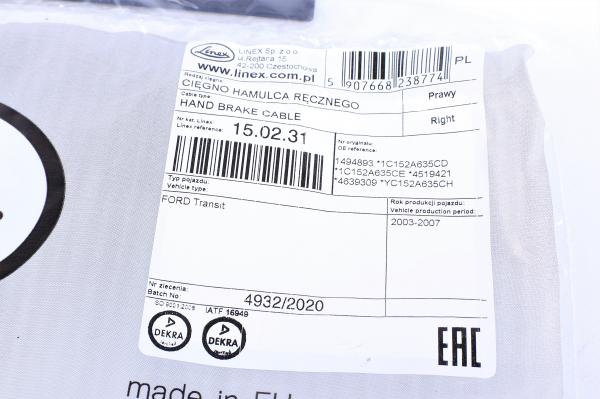 Linex
LINEX Sp. z o.o.
ul. Rejtana 15
42-200 Częstochowa
www.linex.com.pl
5 907668 238774
PL
Rodzaj cięgna:
CIĘGNO HAMULCA RĘCZNEGO
Prawy
Cable type:
HAND BRAKE CABLE
Right
Nr kat. Linex:
Linex reference:
15.02.31
Nr oryginału:
OE reference:
1494893 *1C152A635CD
*1C152A635CE *4519421
*4639309 *YC152A635CH
Typ pojazdu:
Vehicle type:
Rok produkcji pojazdu:
Vehicle production period:
FORD Transit
2003-2007
Nr zlecenia:
Batch No:
4932/2020
ISO 9001:2008
IATF 16949
DEKRA
DEKRA
EAC
made in EU